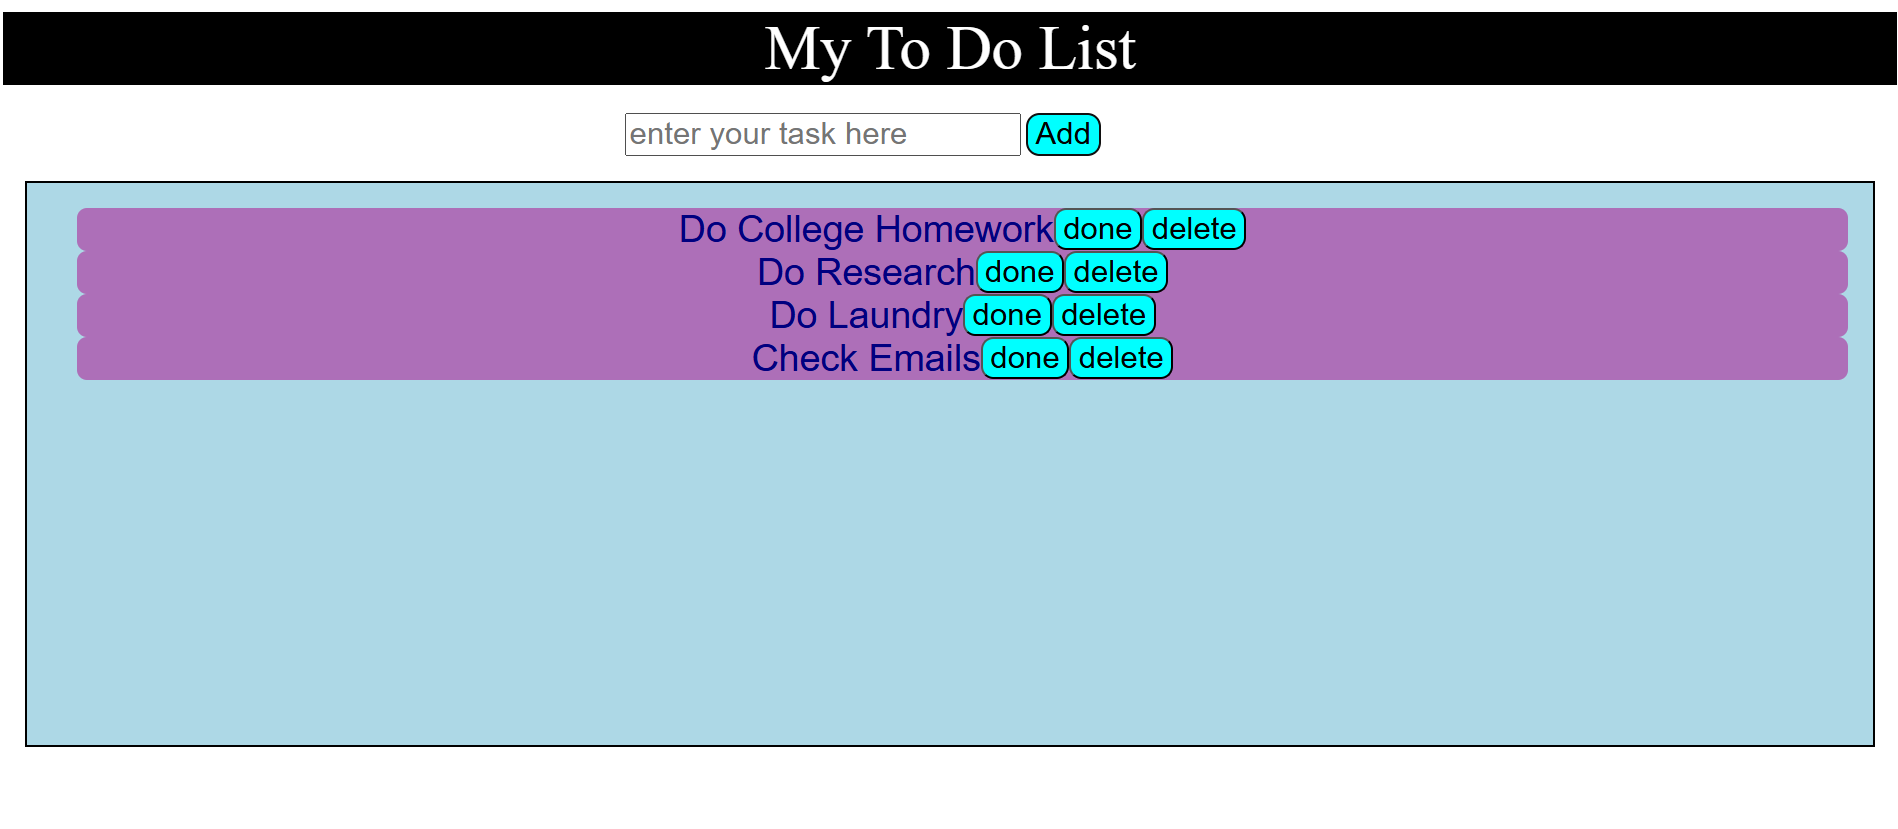 My To Do List
enter your task here Add
Do College Homework done delete
Do Research done delete
Do Laundry done delete
Check Emails done delete